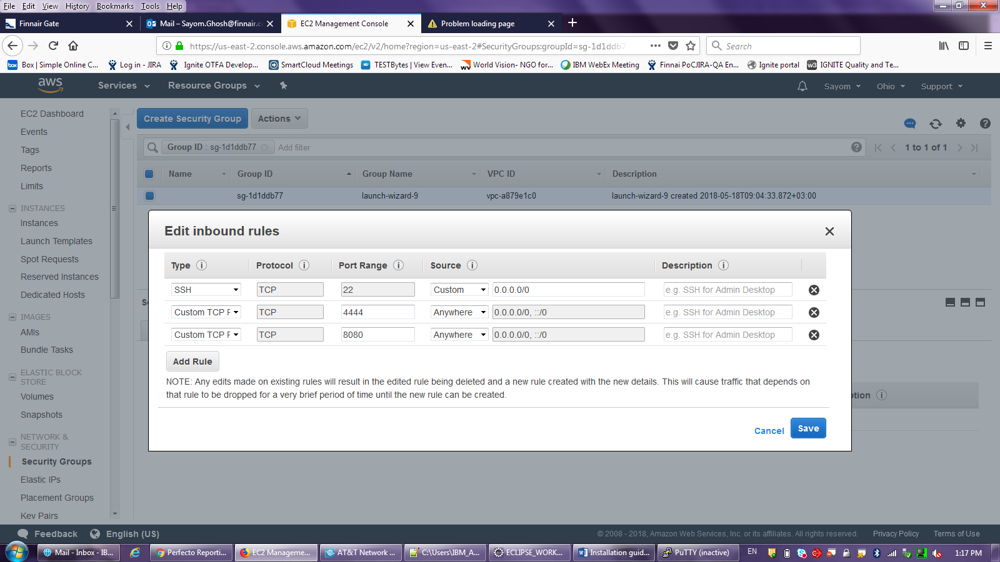 File Edit View History Bookmarks Tools Help
Finnair Gate
Mail – Sayom.Ghosh@finnair.c
EC2 Management Console
Problem loading page
https://us-east-2.console.aws.amazon.com/ec2/v2/home?region=us-east-2#SecurityGroups:groupId=sg-1d1ddb7
Search
box Box | Simple Online C... Log in - JIRA Ignite OTFA Develop... SmartCloud Meetings TESTBytes | View Even... World Vision- NGO for... IBM WebEx Meeting Finnai PoCJIRA-QA En... Ignite portal w3 IGNITE Quality and Te...
aws Services Resource Groups Sayom Ohio Support
EC2 Dashboard
Events
Tags
Reports
Limits
INSTANCES
Instances
Launch Templates
Spot Requests
Reserved Instances
Dedicated Hosts
IMAGES
AMIs
Bundle Tasks
ELASTIC BLOCK
STORE
Volumes
Snapshots
NETWORK &
SECURITY
Security Groups
Elastic IPs
Placement Groups
Key Pairs
Create Security Group Actions
Group ID : sg-1d1ddb77 Add filter 1 to 1 of 1
Name Group ID Group Name VPC ID Description
sg-1d1ddb77 launch-wizard-9 vpc-a879e1c0 launch-wizard-9 created 2018-05-18T09:04:33.872+03:00
Edit inbound rules
Type Protocol Port Range Source Description
SSH TCP 22 Custom 0.0.0.0/0 e.g. SSH for Admin Desktop
Custom TCP F TCP 4444 Anywhere 0.0.0.0/0, ::/0 e.g. SSH for Admin Desktop
Custom TCP F TCP 8080 Anywhere 0.0.0.0/0, ::/0 e.g. SSH for Admin Desktop
Add Rule
NOTE: Any edits made on existing rules will result in the edited rule being deleted and a new rule created with the new details. This will cause traffic that depends on
that rule to be dropped for a very brief period of time until the new rule can be created.
ption
Cancel Save
Feedback English (US) © 2008 - 2018, Amazon Web Services, Inc. or its affiliates. All rights reserved. Privacy Policy Terms of Use
Mail - Inbox - IB... Perfecto Reporti... EC2 Manageme... AT&T Network ... C:\Users\IBM_A... ECLIPSE_WORK... Installation guid... PuTTY (inactive) EN 1:17 PM